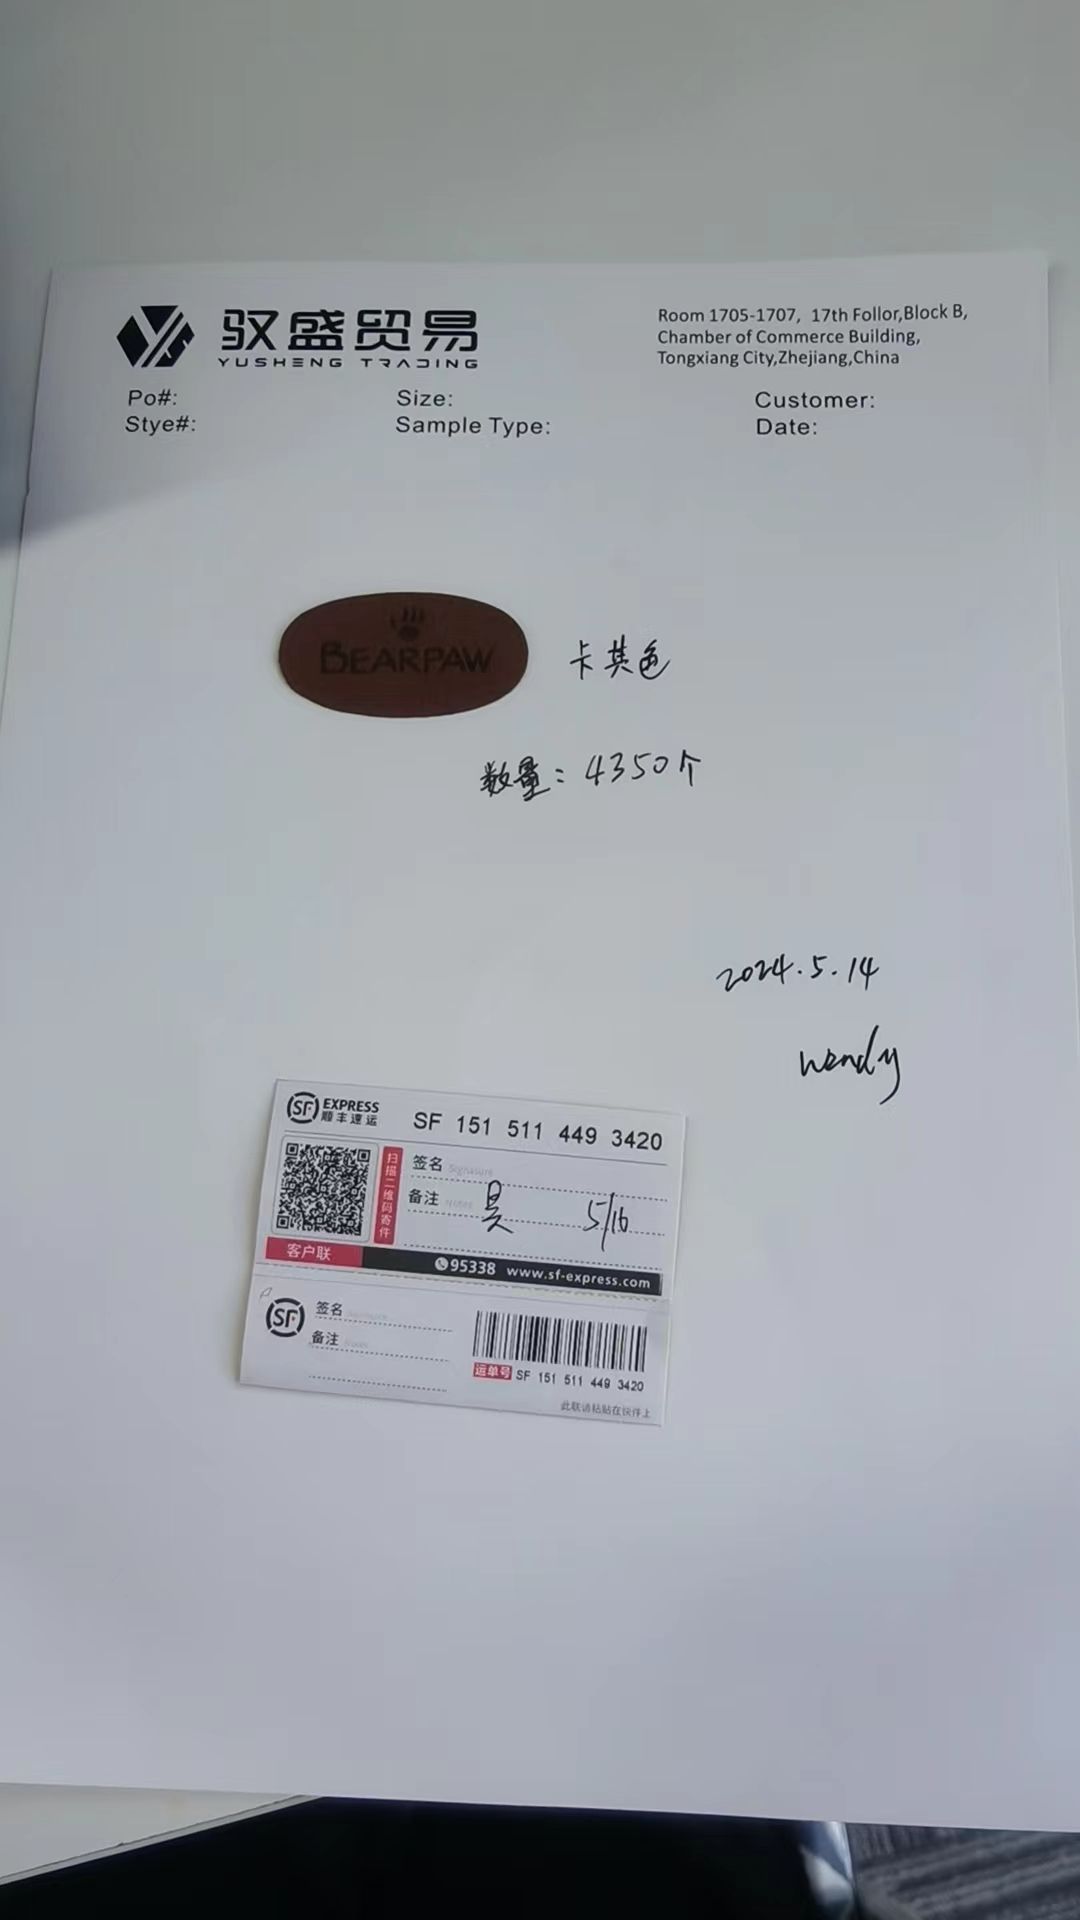 驭盛贸易
YUSHENG TRADING
Room 1705-1707, 17th Follor,Block B,
Chamber of Commerce Building,
Tongxiang City,Zhejiang,China
Po#: Size: Customer:
Stye#: Sample Type: Date:
BEARPAW
卡其色
数量：4350个
2024.5.14
Wendy
SF EXPRESS
顺丰速运
SF 151 511 449 3420
扫描二维码寄件
签名 Signature
备注 Notes 5/16
客户联
95338 www.sf-express.com
SF
签名
备注
运单号 SF 151 511 449 3420
此联请粘贴在快件上